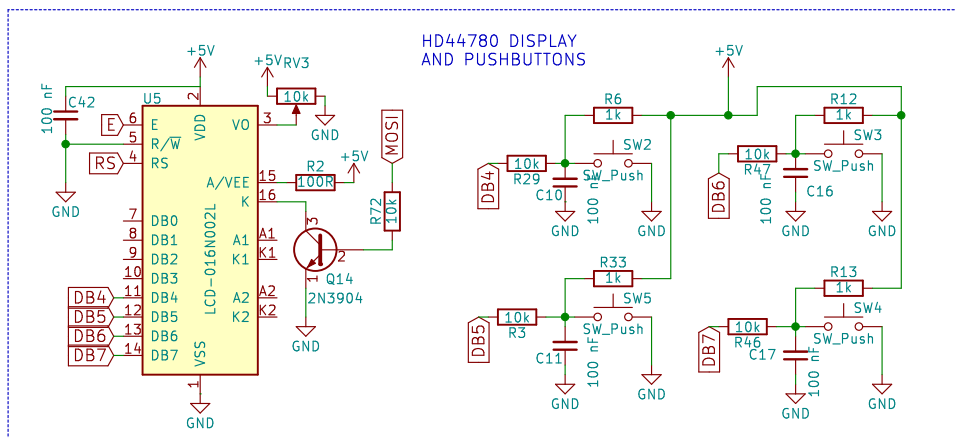 HD44780 DISPLAY
AND PUSHBUTTONS
+5V
C42
100 nF
U5
2
VDD
6
E
E
5
R/W
4
RS
RS
VO
3
+5V
RV3
10k
GND
MOSI
A/VEE
15
R2
100R
+5V
K
16
R72
10k
3
2
1
Q14
2N3904
GND
GND
7
DB0
8
DB1
9
DB2
10
DB3
DB4
11
DB4
DB5
12
DB5
DB6
13
DB6
DB7
14
DB7
A1
A1
K1
K1
A2
A2
K2
K2
LCD-016N002L
VSS
1
GND
+5V
R6
1k
DB4
10k
R29
SW2
SW_Push
C10
100 nF
GND
GND
R12
1k
DB6
10k
R47
SW3
SW_Push
C16
100 nF
GND
GND
R33
1k
DB5
10k
R3
SW5
SW_Push
C11
100 nF
GND
GND
R13
1k
DB7
10k
R46
SW4
SW_Push
C17
100 nF
GND
GND